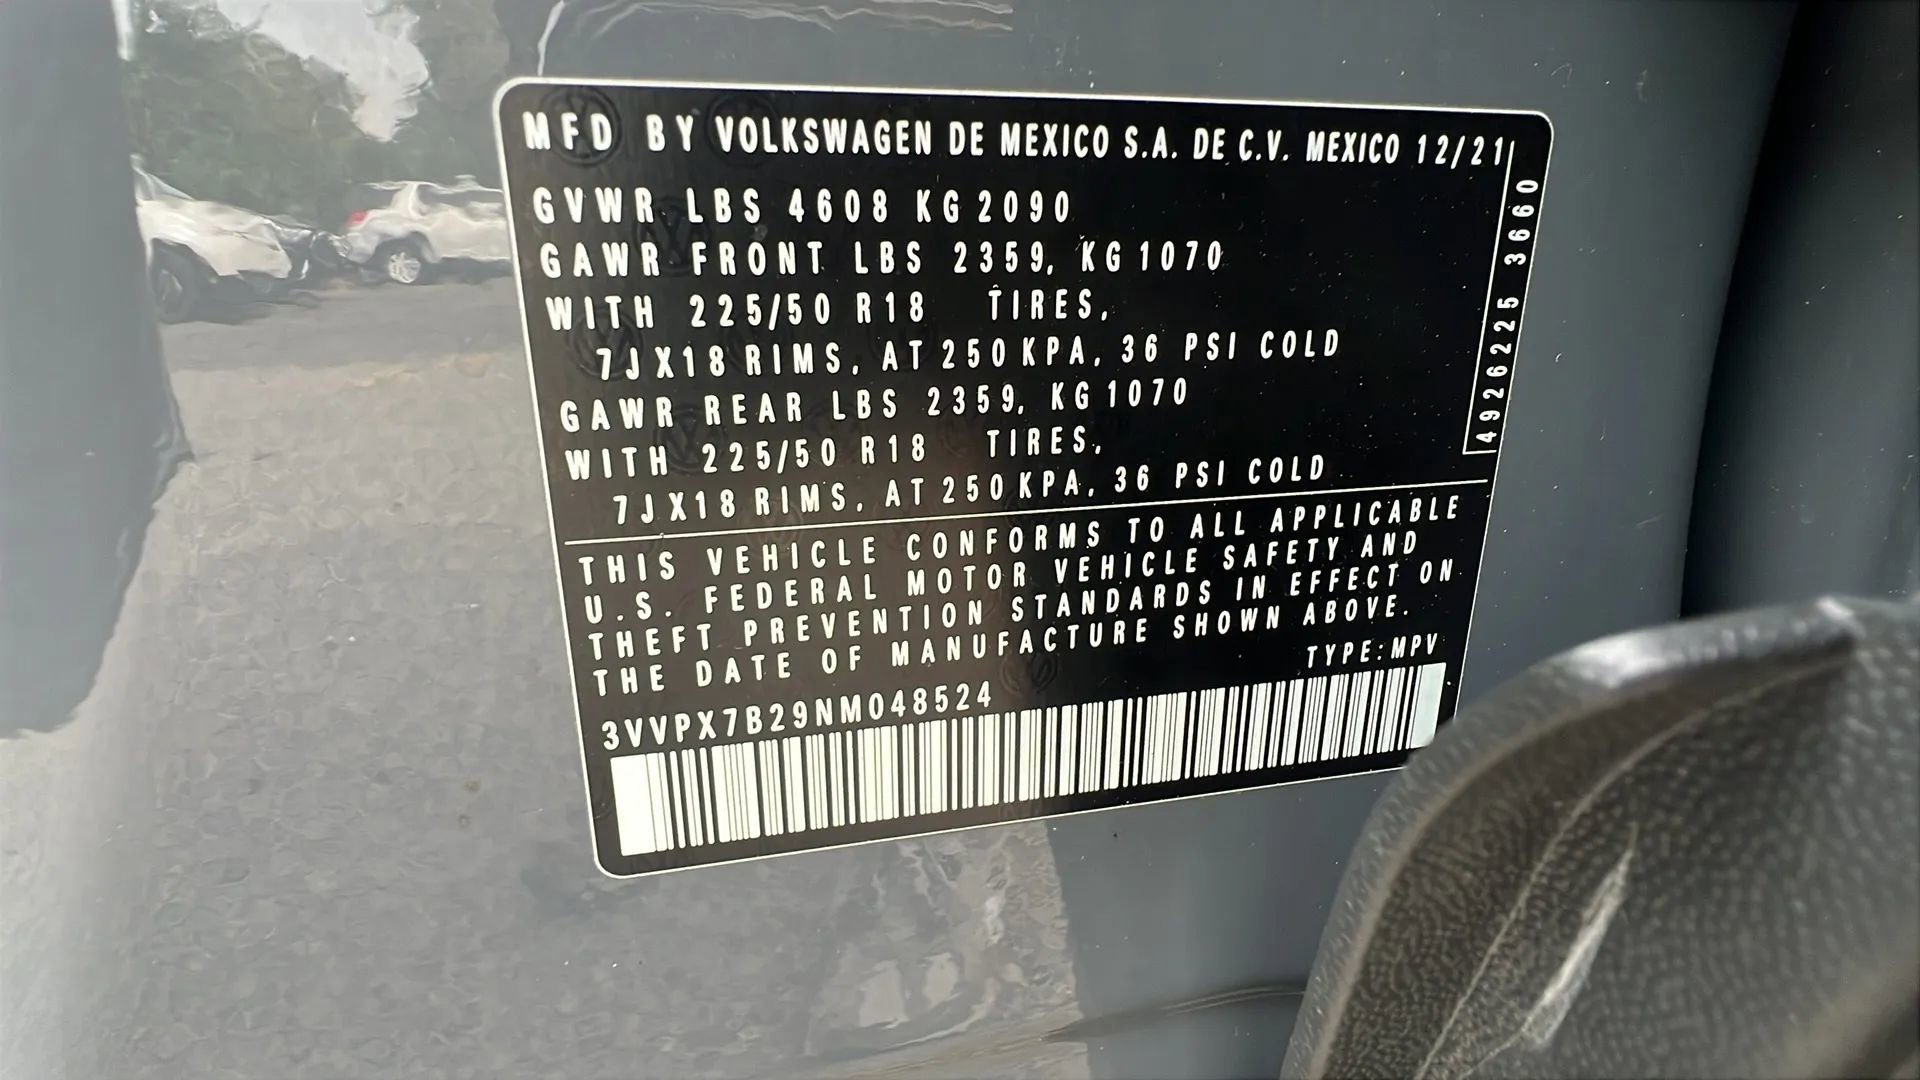 MFD BY VOLKSWAGEN DE MEXICO S.A. DE C.V. MEXICO 12/21
GVWR LBS 4608 KG 2090
GAWR FRONT LBS 2359, KG 1070
WITH 225/50 R18 TIRES,
7JX18 RIMS, AT 250 KPA, 36 PSI COLD
GAWR REAR LBS 2359, KG 1070
WITH 225/50 R18 TIRES,
7JX18 RIMS, AT 250 KPA, 36 PSI COLD
4926225 3660
THIS VEHICLE CONFORMS TO ALL APPLICABLE
U.S. FEDERAL MOTOR VEHICLE SAFETY AND
THEFT PREVENTION STANDARDS IN EFFECT ON
THE DATE OF MANUFACTURE SHOWN ABOVE.
TYPE: MPV
3VVPX7B29NM048524